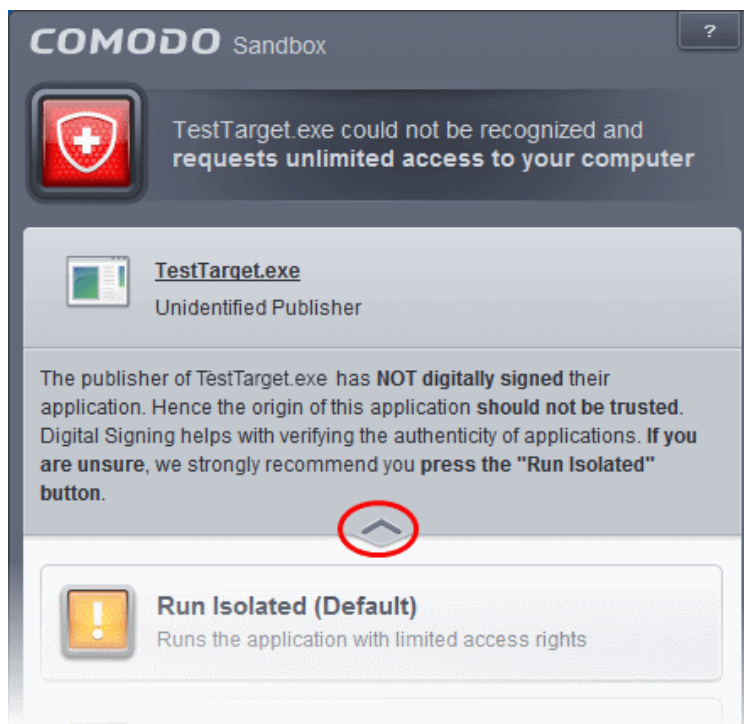 COMODO Sandbox
?
TestTarget.exe could not be recognized and
requests unlimited access to your computer
TestTarget.exe
Unidentified Publisher
The publisher of TestTarget.exe has NOT digitally signed their
application. Hence the origin of this application should not be trusted.
Digital Signing helps with verifying the authenticity of applications. If you
are unsure, we strongly recommend you press the "Run Isolated"
button.
Run Isolated (Default)
Runs the application with limited access rights